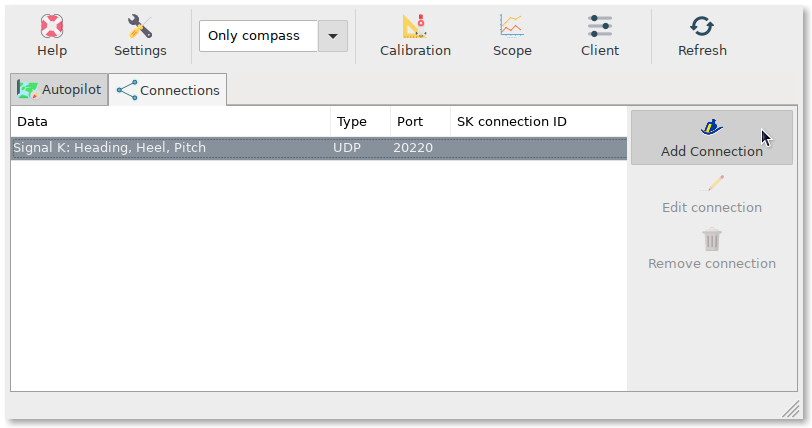 Help
Settings
Only compass
Calibration
Scope
Client
Refresh
Autopilot
Connections
Data
Type
Port
SK connection ID
Signal K: Heading, Heel, Pitch
UDP
20220
Add Connection
Edit connection
Remove connection